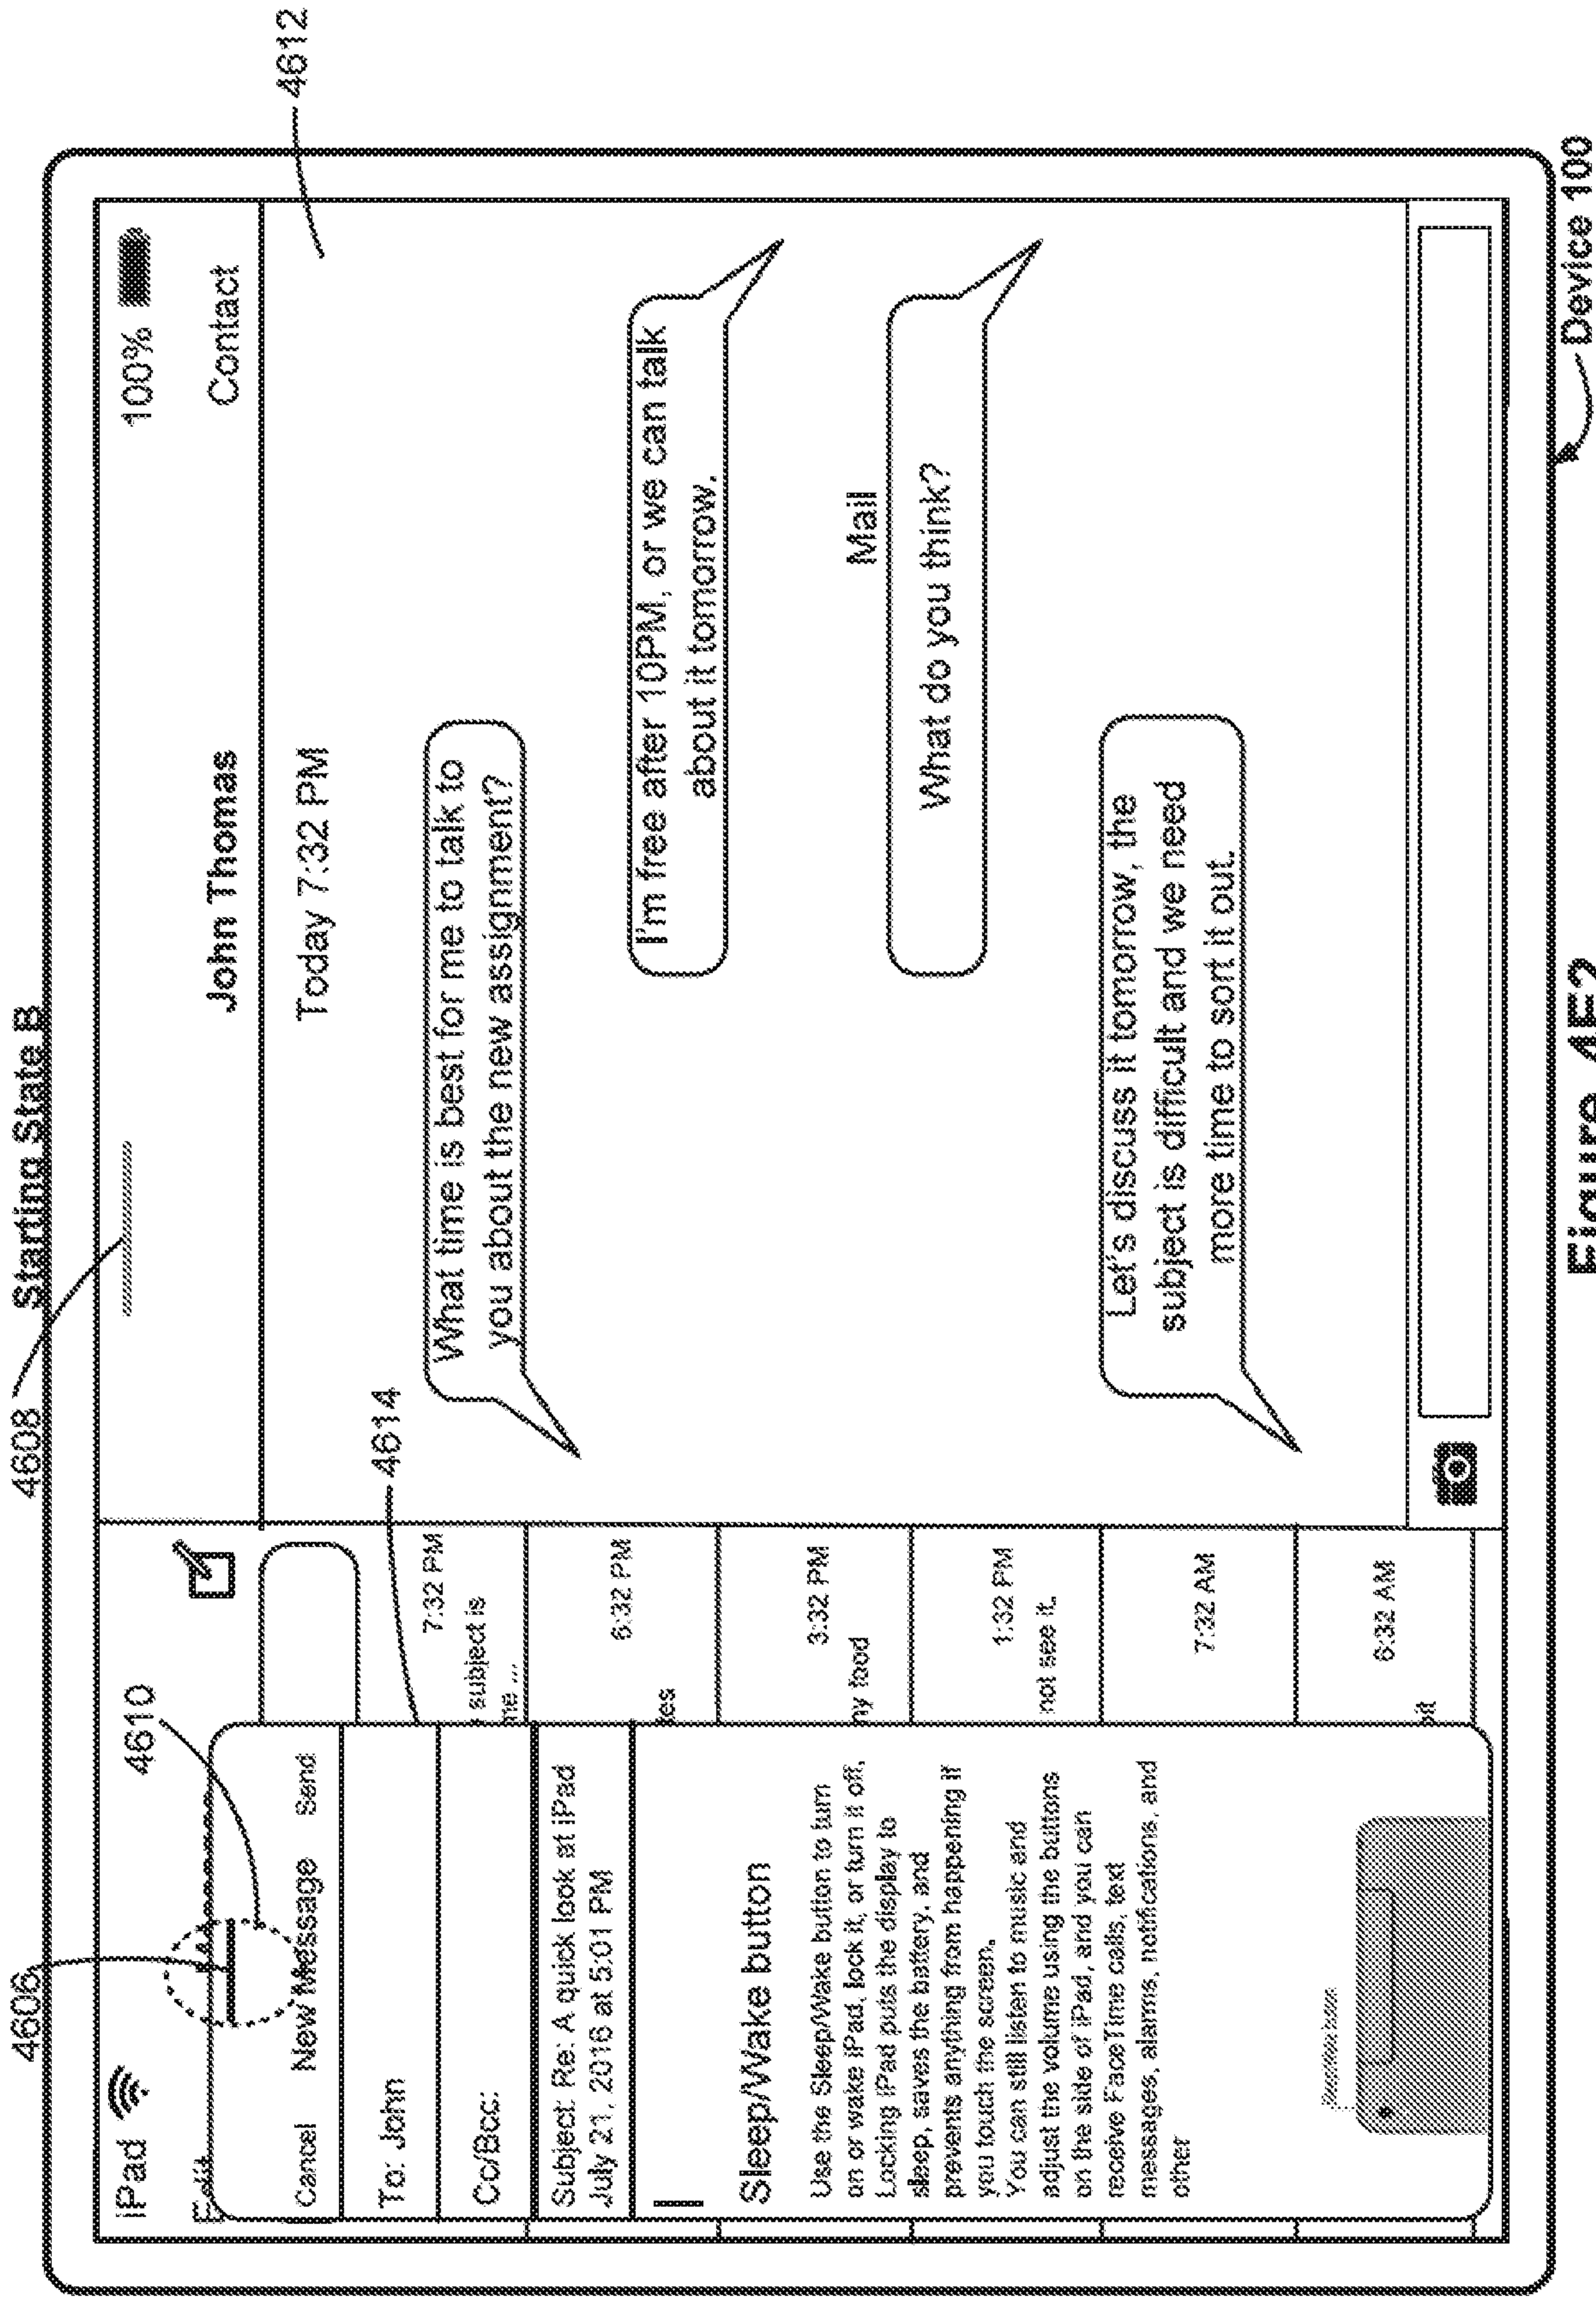 Starting State B
4608
4606
4610
4612
iPad
100%
Edit
John Thomas
Contact
Today 7:32 PM
Cancel
New Message
Send
To: John
4614
Cc/Bcc:
Subject: Re: A quick look at iPad
July 21, 2016 at 5:01 PM
Sleep/Wake button
Use the Sleep/Wake button to turn
on or wake iPad, lock it, or turn it off.
Locking iPad puts the display to
sleep, saves the battery, and
prevents anything from happening if
you touch the screen.
You can still listen to music and
adjust the volume using the buttons
on the side of iPad, and you can
receive FaceTime calls, text
messages, alarms, notifications, and
other
7:32 PM
subject is
me ...
6:32 PM
tes
3:32 PM
ny food
1:32 PM
not see it.
7:32 AM
6:32 AM
What time is best for me to talk to
you about the new assignment?
I'm free after 10PM, or we can talk
about it tomorrow.
Mail
What do you think?
Let's discuss it tomorrow, the
subject is difficult and we need
more time to sort it out.
Device 100